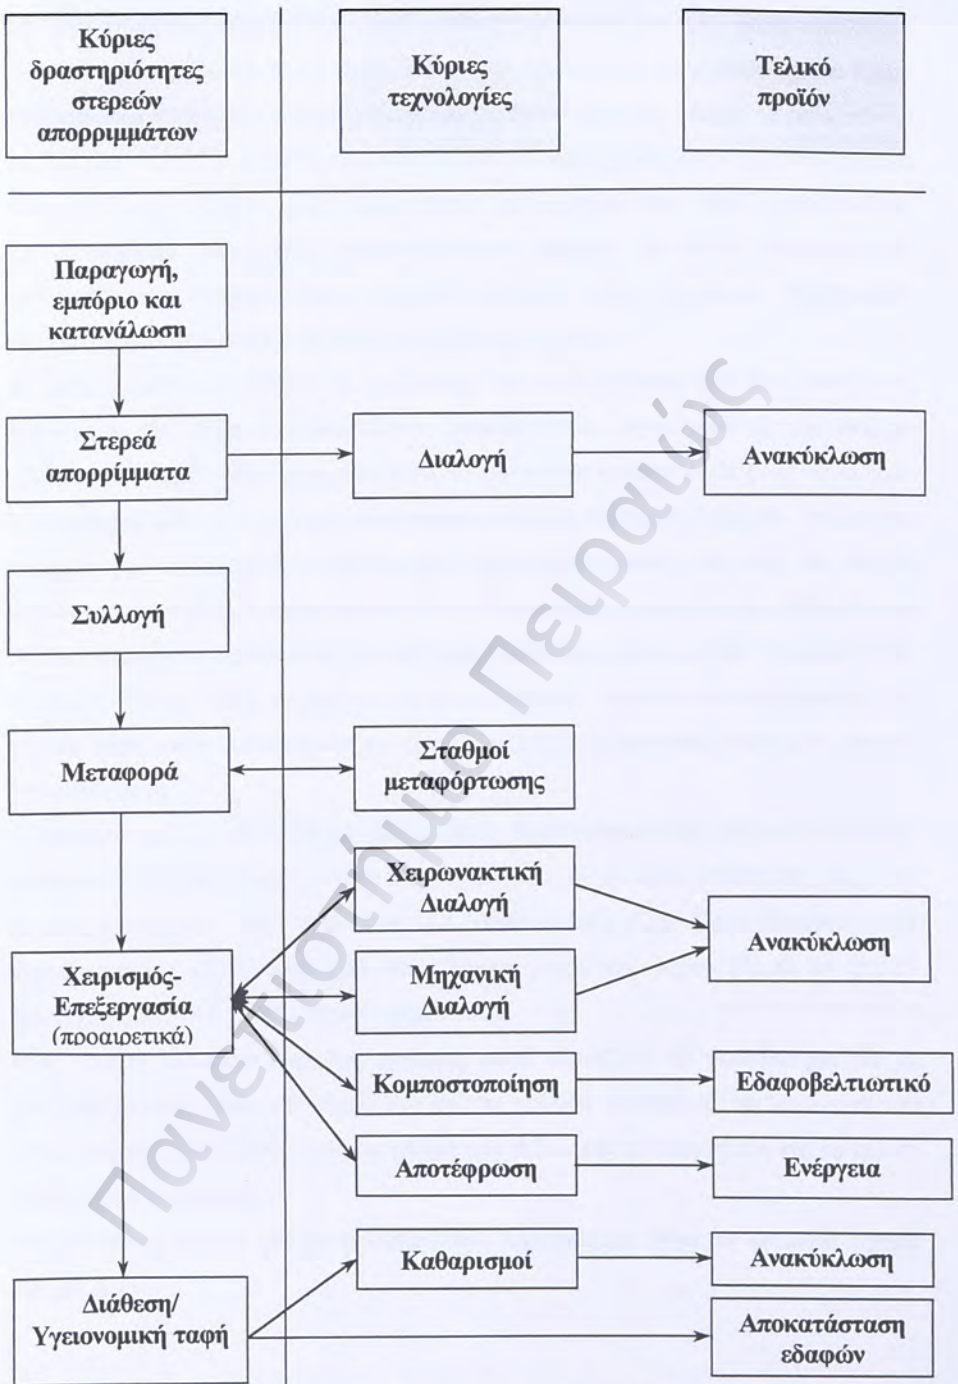 Κύριες
δραστηριότητες
στερεών
απορριμμάτων
Κύριες
τεχνολογίες
Τελικό
προϊόν
Παραγωγή,
εμπόριο και
κατανάλωση
Στερεά
απορρίμματα
Διαλογή
Ανακύκλωση
Συλλογή
Μεταφορά
Σταθμοί
μεταφόρτωσης
Χειρωνακτική
Διαλογή
Ανακύκλωση
Χειρισμός-
Επεξεργασία
(προαιρετικά)
Μηχανική
Διαλογή
Κομποστοποίηση
Εδαφοβελτιωτικό
Αποτέφρωση
Ενέργεια
Καθαρισμοί
Ανακύκλωση
Διάθεση/
Υγειονομική ταφή
Αποκατάσταση
εδαφών
Πανεπιστήμιο Πειραιώς